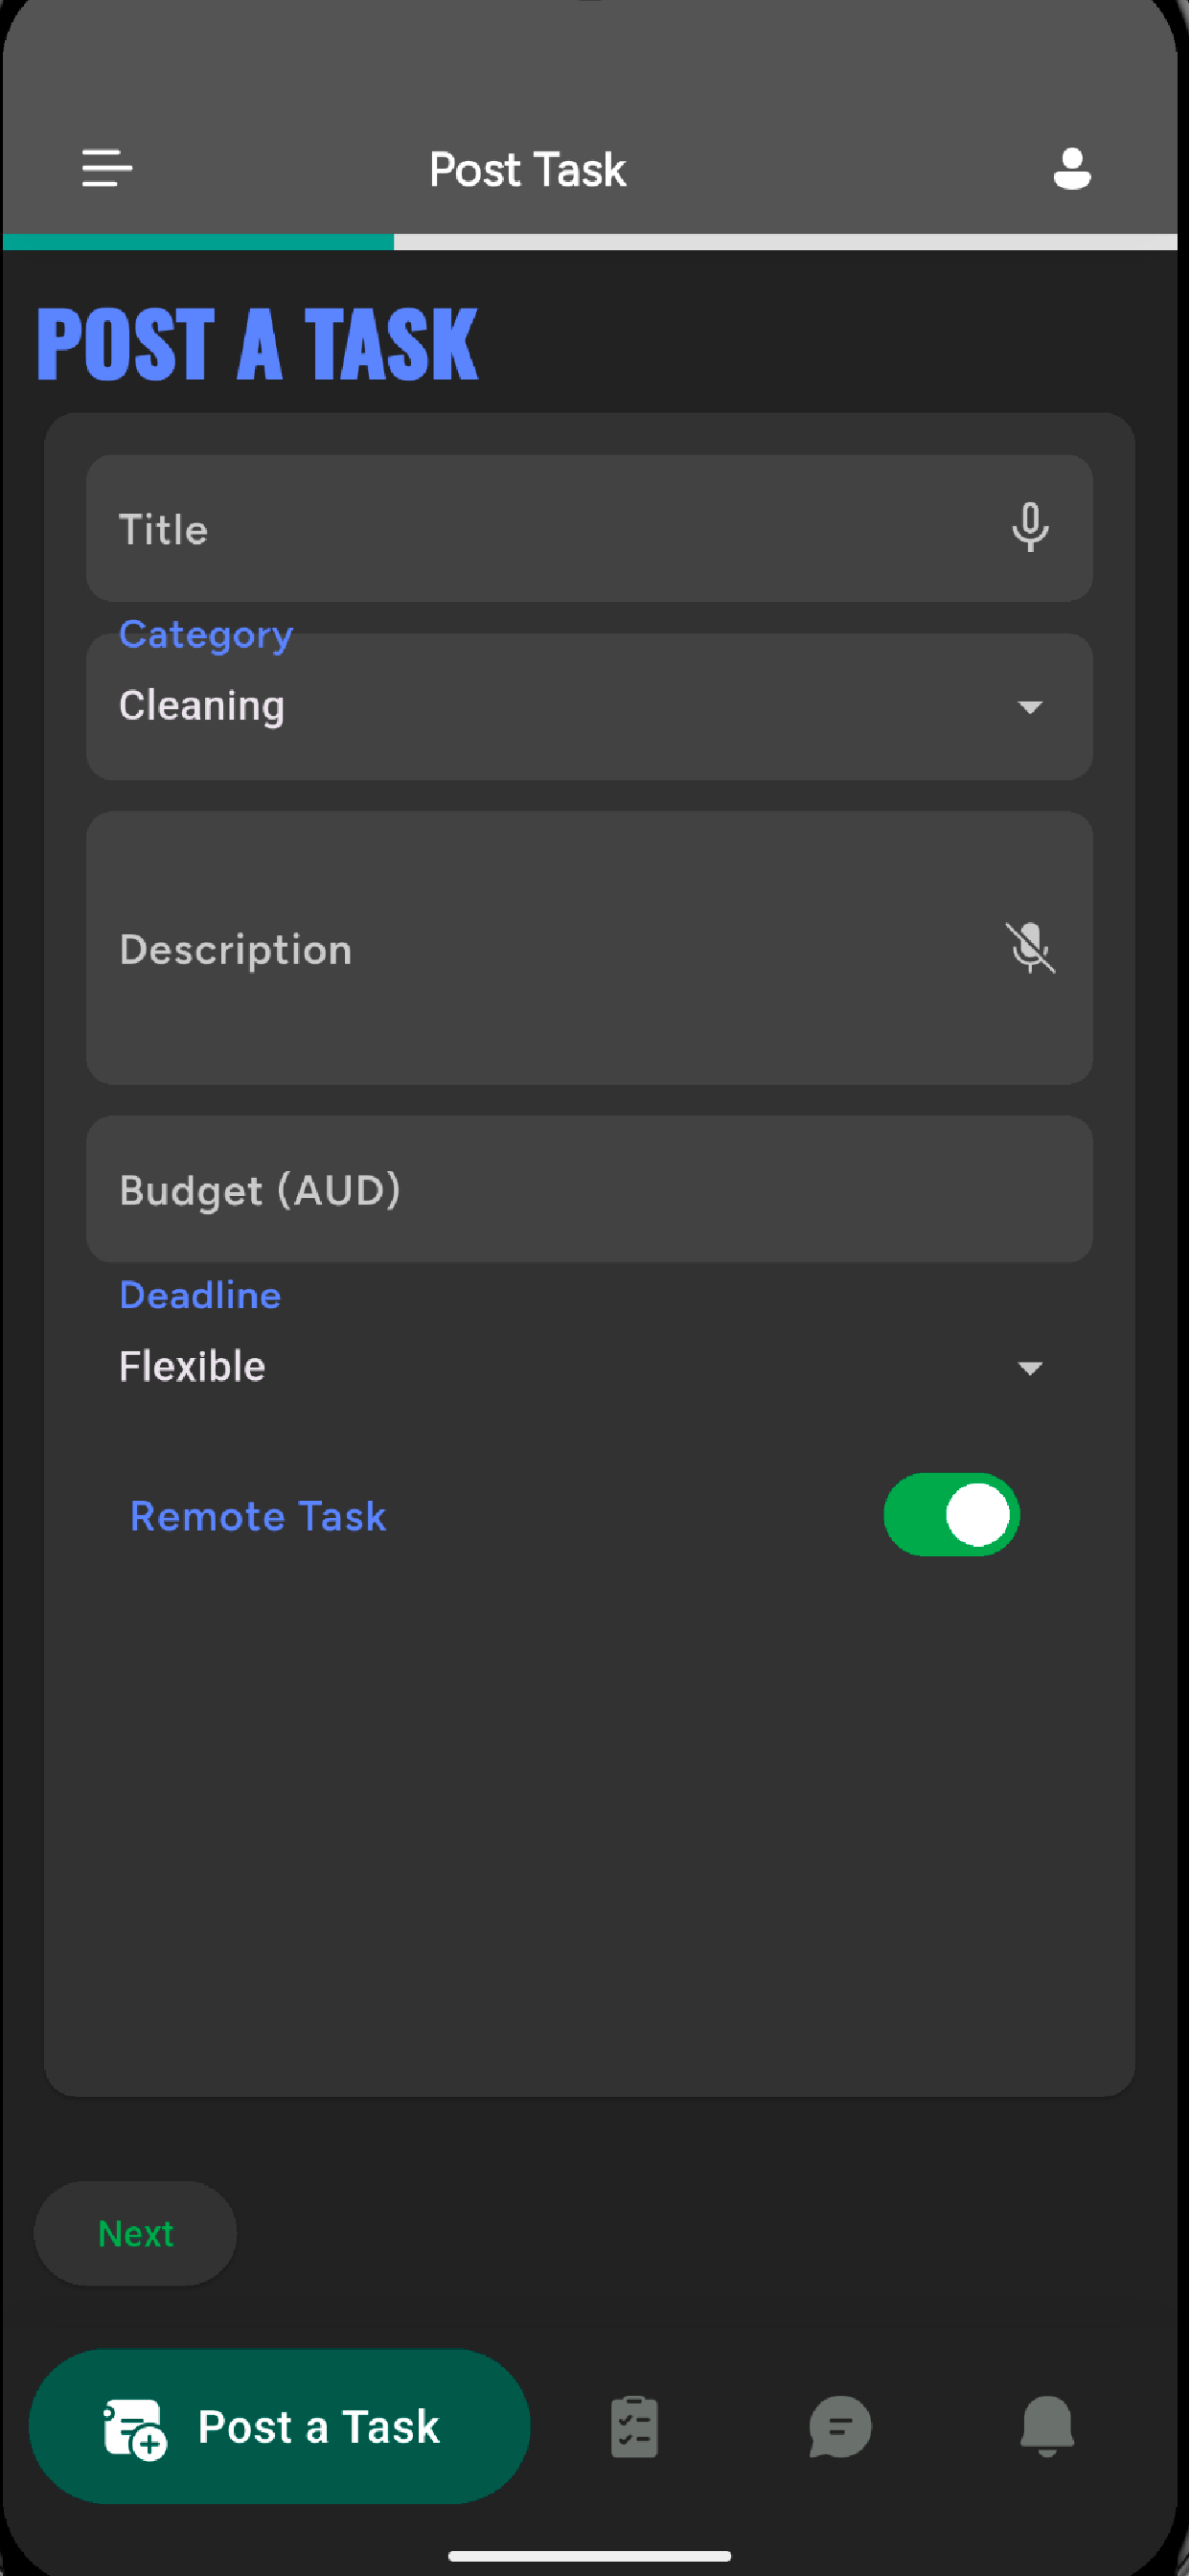 Post Task
POST A TASK
Title
Category
Cleaning
Description
Budget (AUD)
Deadline
Flexible
Remote Task
Next
Post a Task